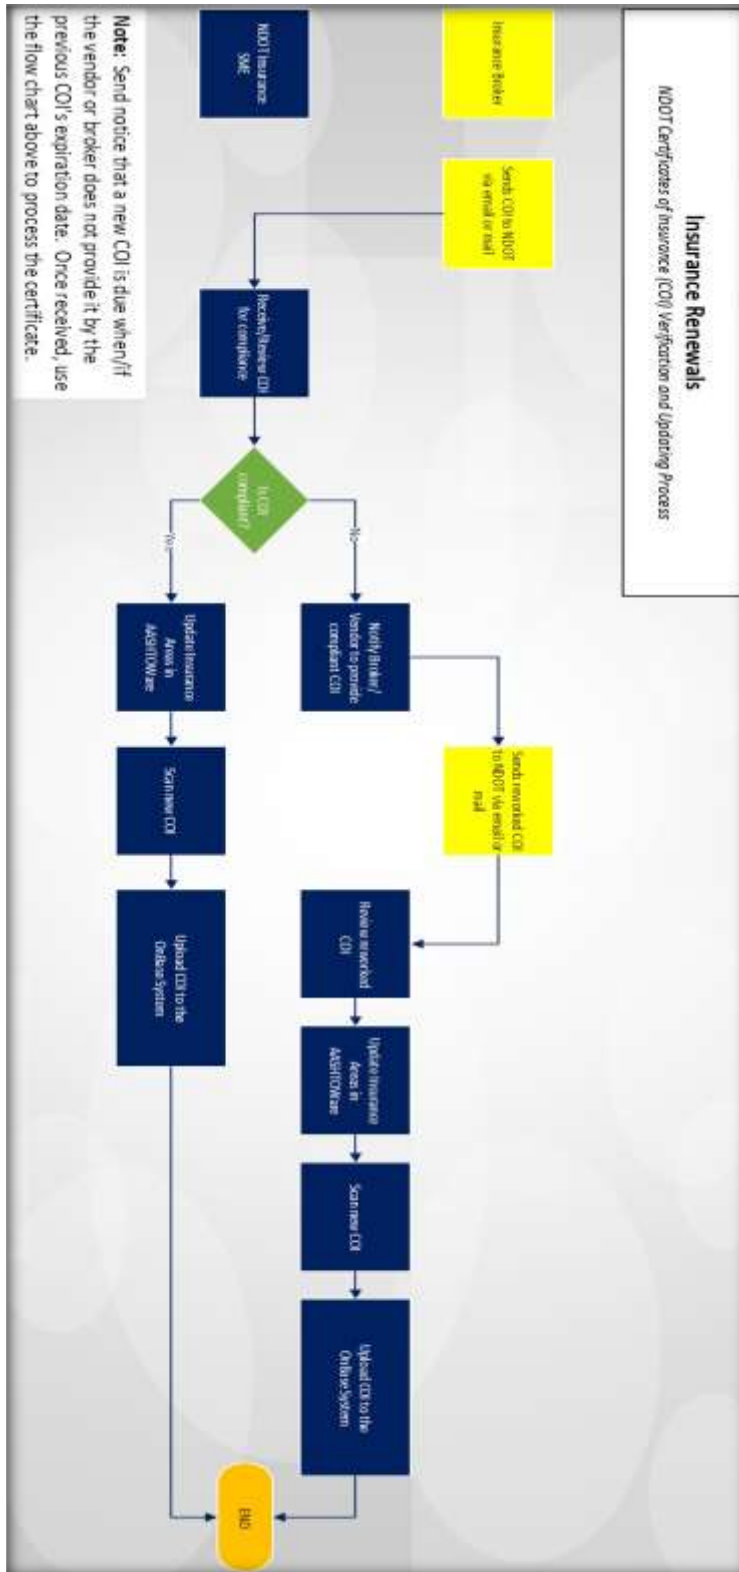 Insurance Renewals
NDOT Certificates of Insurance (COI) Verification and Updating Process
Insurance Broker
Sends COI to NDOT
via email or mail
Sends reworked COI
to NDOT via email or
mail
NDOT Insurance
SME
Receive/Review COI
for compliance
Is COI
compliant?
No
Notify Broker/
Vendor to provide
compliant COI
Review reworked
COI
Update Insurance
Areas in
AASHTOWare
Scan new COI
Upload COI to the
OnBase System
Yes
Update Insurance
Areas in
AASHTOWare
Scan new COI
Upload COI to the
OnBase System
END
Note: Send notice that a new COI is due when/if
the vendor or broker does not provide it by the
previous COI's expiration date. Once received, use
the flow chart above to process the certificate.